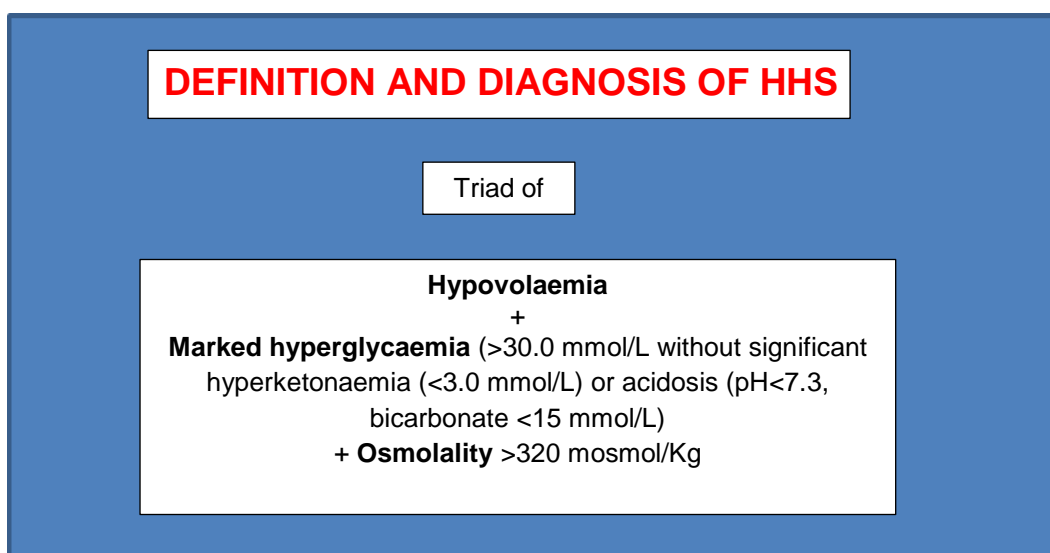 DEFINITION AND DIAGNOSIS OF HHS
Triad of
Hypovolaemia
+
Marked hyperglycaemia (>30.0 mmol/L without significant
hyperketonaemia (<3.0 mmol/L) or acidosis (pH<7.3,
bicarbonate <15 mmol/L)
+ Osmolality >320 mosmol/Kg